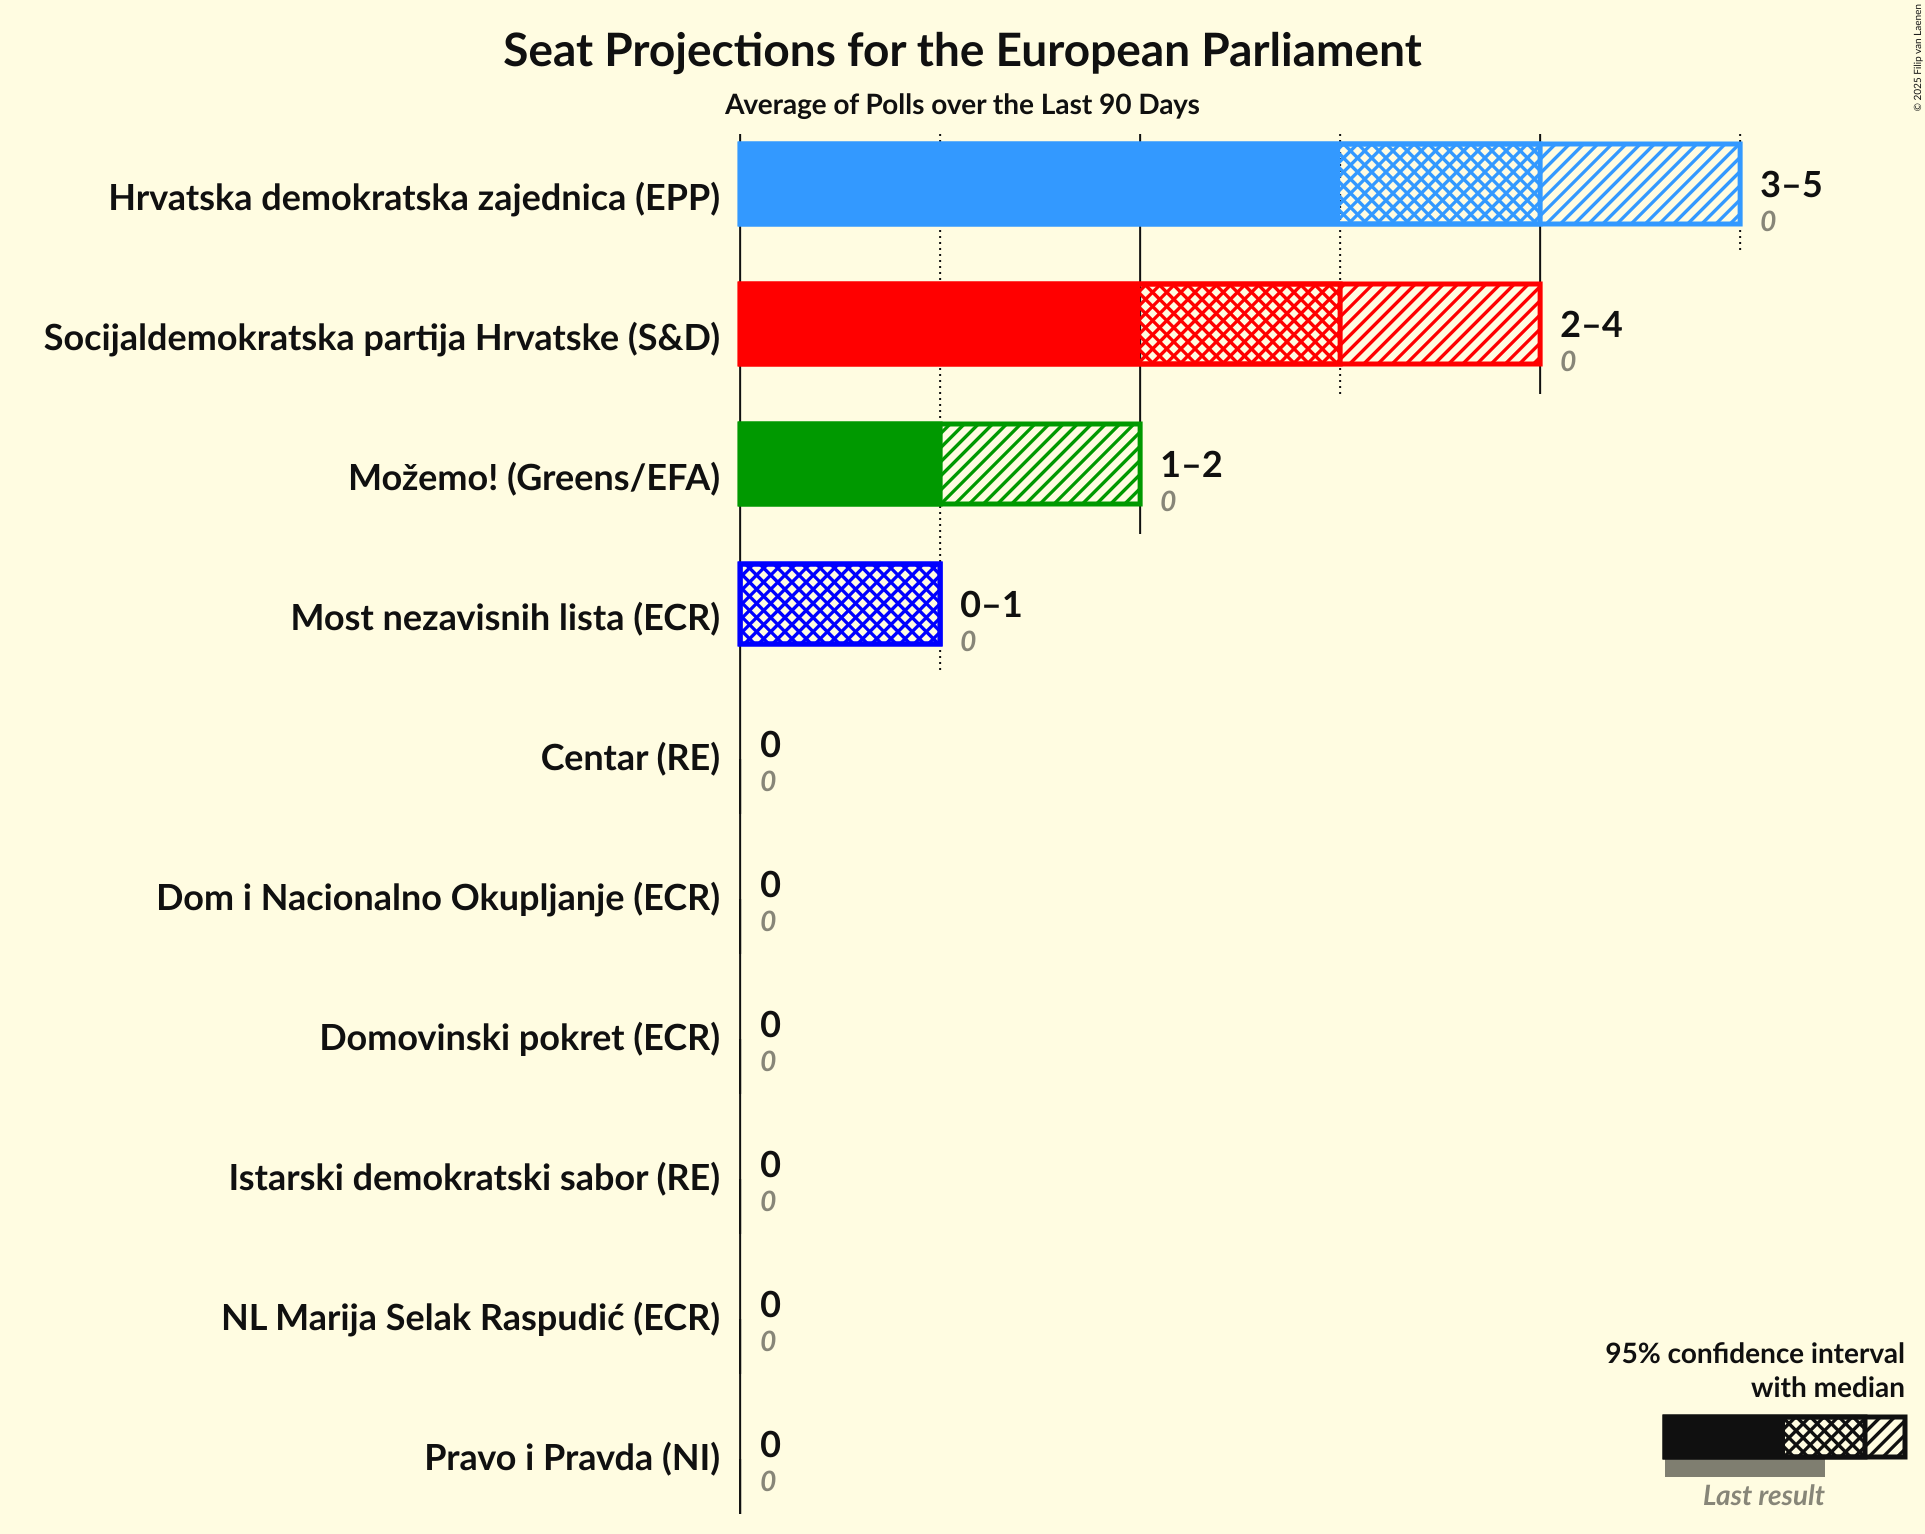 Seat Projections for the European Parliament
Average of Polls over the Last 90 Days
© 2025 Filip van Laenen
Hrvatska demokratska zajednica (EPP)
3–5
0
Socijaldemokratska partija Hrvatske (S&D)
2–4
0
Možemo! (Greens/EFA)
1–2
0
Most nezavisnih lista (ECR)
0–1
0
Centar (RE)
0
0
Dom i Nacionalno Okupljanje (ECR)
0
0
Domovinski pokret (ECR)
0
0
Istarski demokratski sabor (RE)
0
0
NL Marija Selak Raspudić (ECR)
0
0
Pravo i Pravda (NI)
0
0
95% confidence interval
with median
Last result